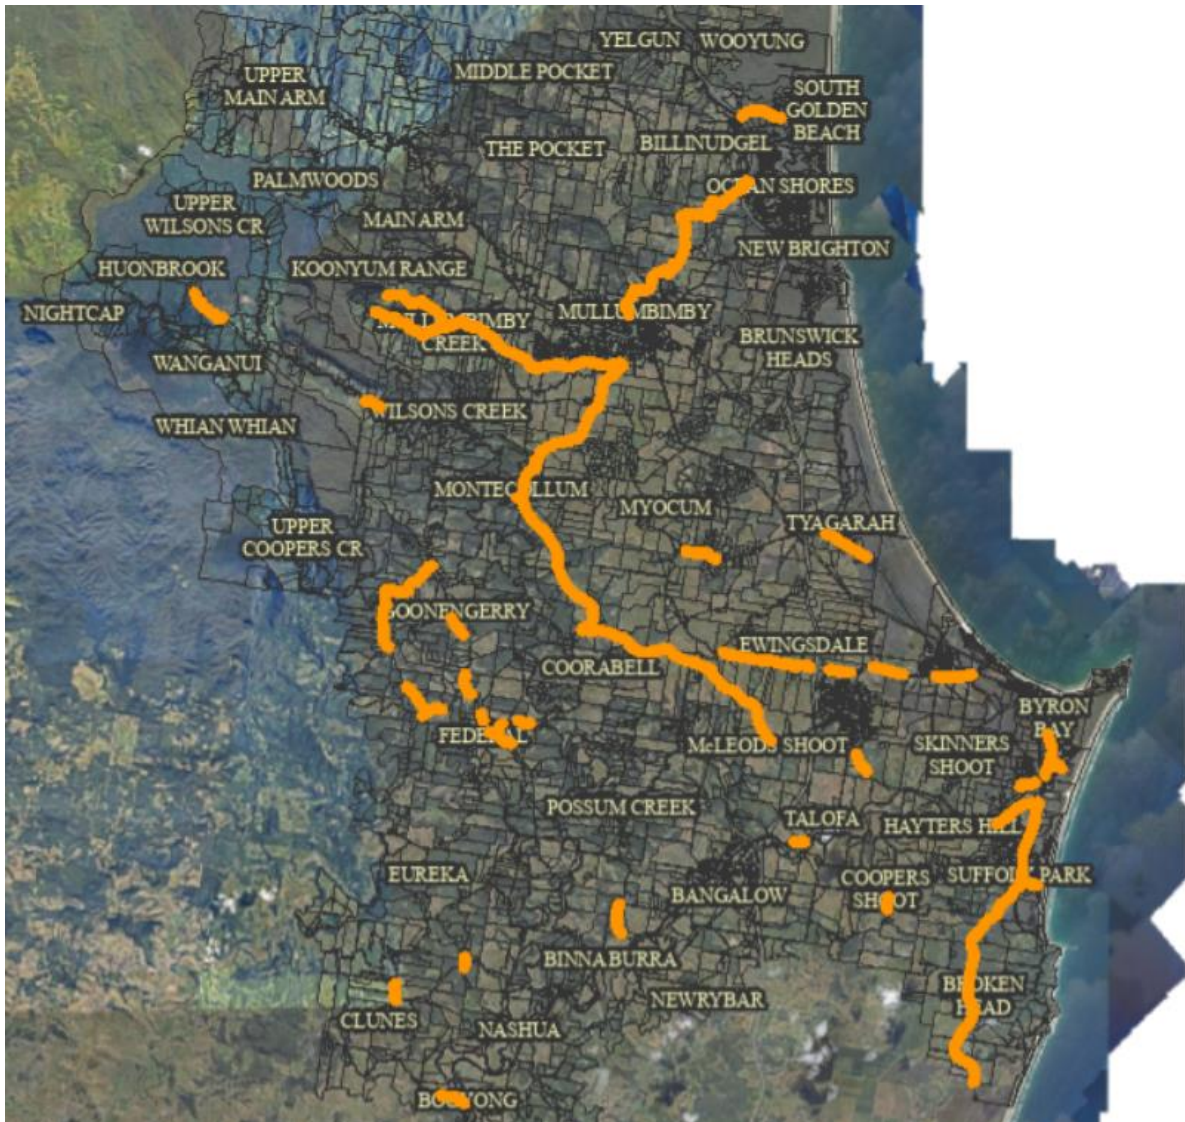 YELGUN
WOOYUNG
MIDDLE POCKET
UPPER
MAIN ARM
SOUTH
GOLDEN
BEACH
BILLINUDGEL
THE POCKET
PALMWOODS
OCEAN SHORES
UPPER
WILSONS CR
MAIN ARM
NEW BRIGHTON
HUONBROOK
KOONYUM RANGE
NIGHTCAP
MULLUMBIMBY
MULLUMBIMBY
CREEK
BRUNSWICK
HEADS
WANGANUI
WILSONS CREEK
WHIAN WHIAN
MONTECOLLUM
MYOCUM
TYAGARAH
UPPER
COOPERS CR
GOONENGERRY
EWINGSDALE
COORABELL
BYRON
BAY
FEDERAL
McLEODS SHOOT
SKINNERS
SHOOT
POSSUM CREEK
TALOFA
HAYTERS HILL
EUREKA
COOPERS
SHOOT
SUFFOLK PARK
BANGALOW
BINNA BURRA
BROKEN
HEAD
NEWRYBAR
CLUNES
NASHUA
BOOYONG